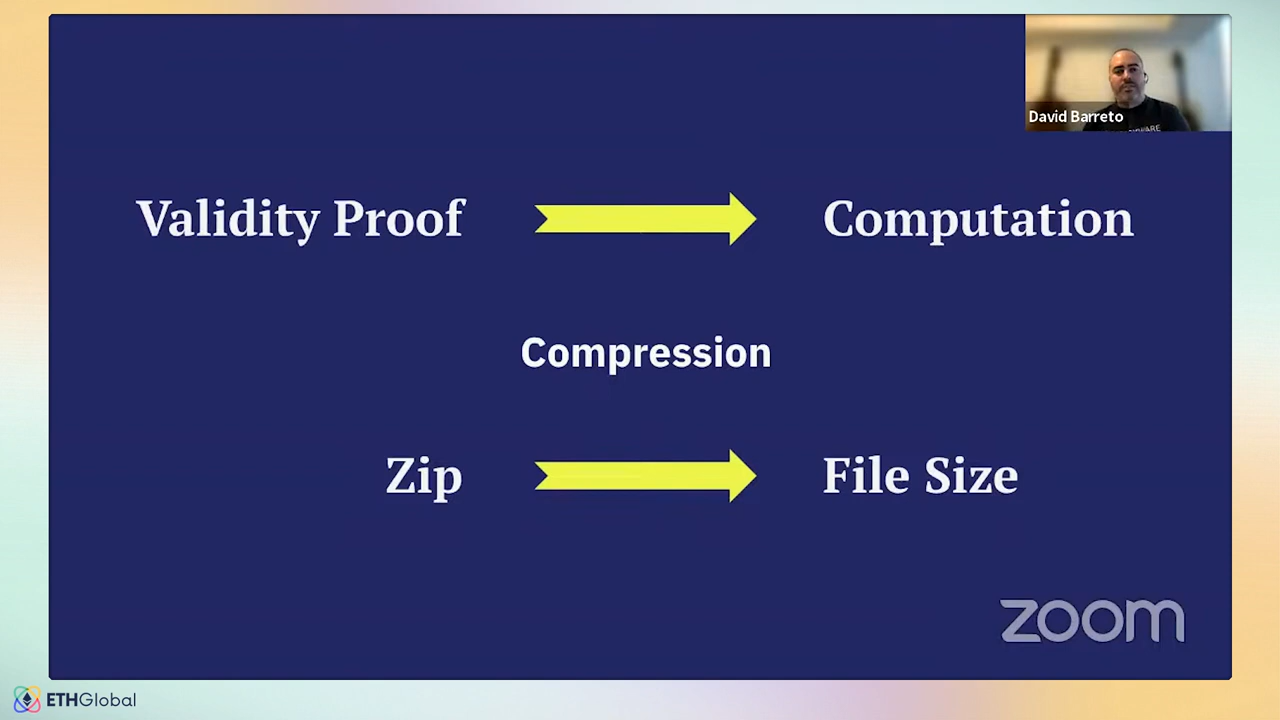 David Barreto
Validity Proof
Computation
Compression
Zip
File Size
zoom
ETHGlobal